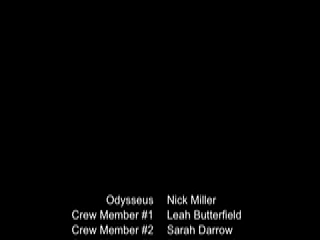 Odysseus Nick Miller
Crew Member #1 Leah Butterfield
Crew Member #2 Sarah Darrow